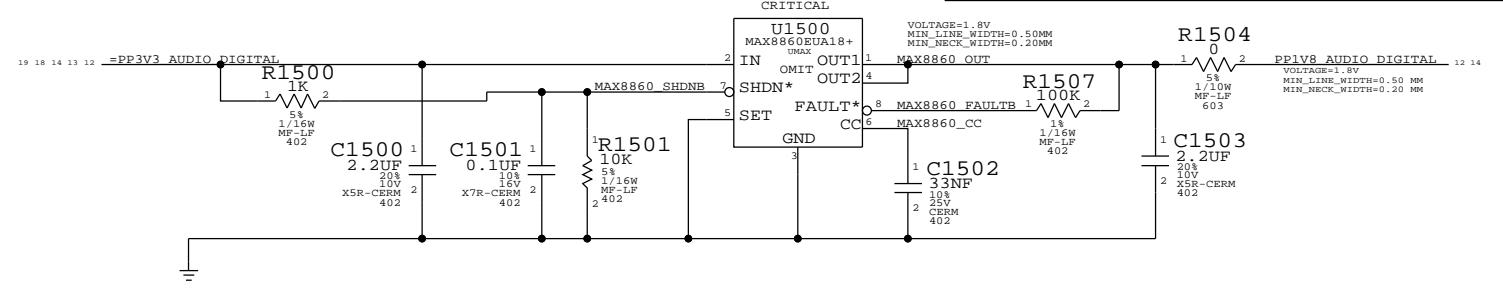 CRITICAL
U1500
MAX8860EUA18+
UMAX
OMIT
2 IN
OUT1 1
OUT2 4
7 SHDN*
FAULT* 8
5 SET
CC 6
GND
3
19 18 14 13 12 =PP3V3_AUDIO_DIGITAL
R1500
1K
1 2
5%
1/16W
MF-LF
402
MAX8860_SHDNB
C1500
2.2UF
20%
10V
X5R-CERM
402
1
2
C1501
0.1UF
10%
16V
X7R-CERM
402
1
2
R1501
10K
5%
1/16W
MF-LF
402
1
2
VOLTAGE=1.8V
MIN_LINE_WIDTH=0.50MM
MIN_NECK_WIDTH=0.20MM
MAX8860_OUT
MAX8860_FAULTB
MAX8860_CC
R1507
100K
1 2
1%
1/16W
MF-LF
402
C1502
33NF
10%
25V
CERM
402
1
2
R1504
0
1 2
5%
1/10W
MF-LF
603
PP1V8_AUDIO_DIGITAL 12 14
VOLTAGE=1.8V
MIN_LINE_WIDTH=0.50 MM
MIN_NECK_WIDTH=0.20 MM
C1503
2.2UF
20%
10V
X5R-CERM
402
1
2